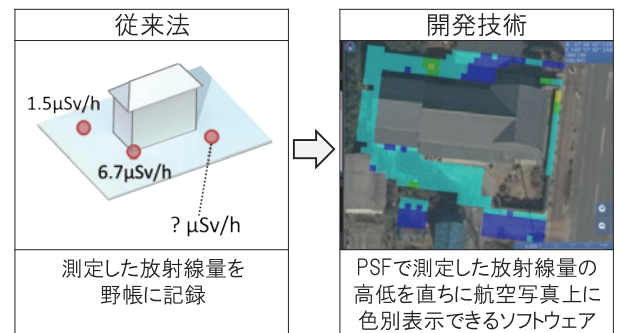 従来法
1.5μSv/h
6.7μSv/h
? μSv/h
測定した放射線量を
野帳に記録
開発技術
PSFで測定した放射線量の
高低を直ちに航空写真上に
色別表示できるソフトウェア